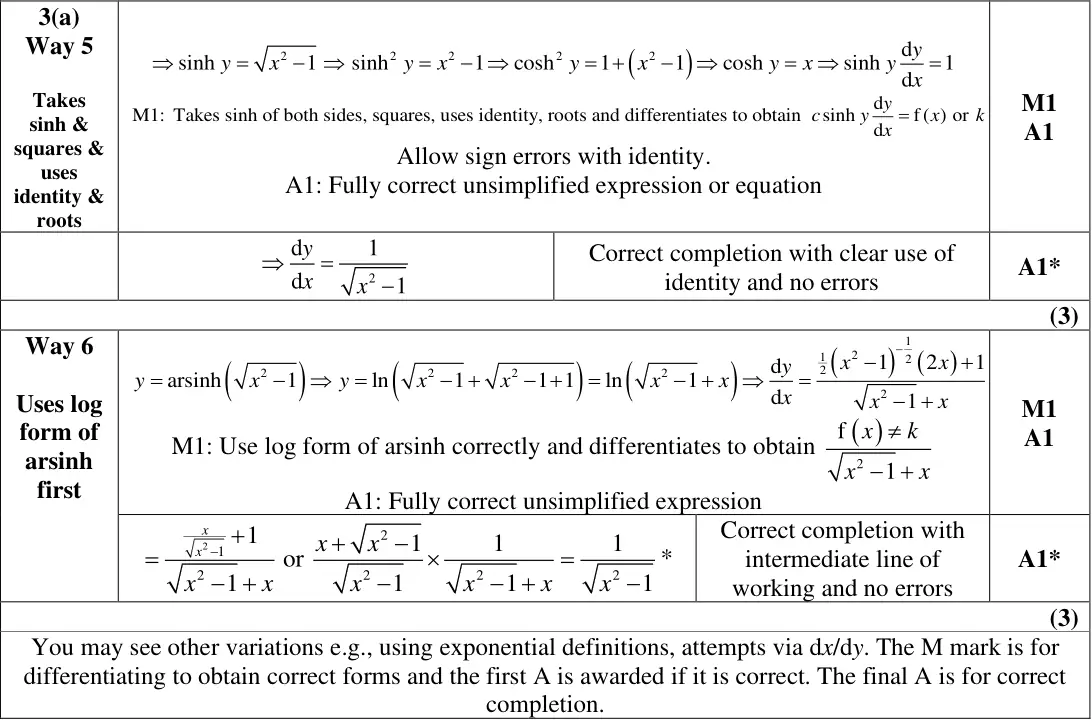 3(a)
Way 5
Takes
sinh &
squares &
uses
identity &
roots
⇒ sinh y = √(x² − 1) ⇒ sinh² y = x² − 1 ⇒ cosh² y = 1 + (x² − 1) ⇒ cosh y = x ⇒ sinh y dy/dx = 1
M1: Takes sinh of both sides, squares, uses identity, roots and differentiates to obtain c sinh y dy/dx = f(x) or k
Allow sign errors with identity.
A1: Fully correct unsimplified expression or equation
M1
A1
⇒ dy/dx = 1/√(x² − 1)
Correct completion with clear use of
identity and no errors
A1*
(3)
Way 6
Uses log
form of
arsinh
first
y = arsinh (√(x² − 1)) ⇒ y = ln (√(x² − 1) + √(x² − 1 + 1)) = ln (√(x² − 1) + x) ⇒ dy/dx = (½(x² − 1)^(−1/2) (2x) + 1)/(√(x² − 1) + x)
M1: Use log form of arsinh correctly and differentiates to obtain (f(x) ≠ k)/(√(x² − 1) + x)
A1: Fully correct unsimplified expression
M1
A1
= (x/√(x² − 1) + 1)/(√(x² − 1) + x) or (x + √(x² − 1))/√(x² − 1) × 1/(√(x² − 1) + x) = 1/√(x² − 1) *
Correct completion with
intermediate line of
working and no errors
A1*
(3)
You may see other variations e.g., using exponential definitions, attempts via dx/dy. The M mark is for
differentiating to obtain correct forms and the first A is awarded if it is correct. The final A is for correct
completion.